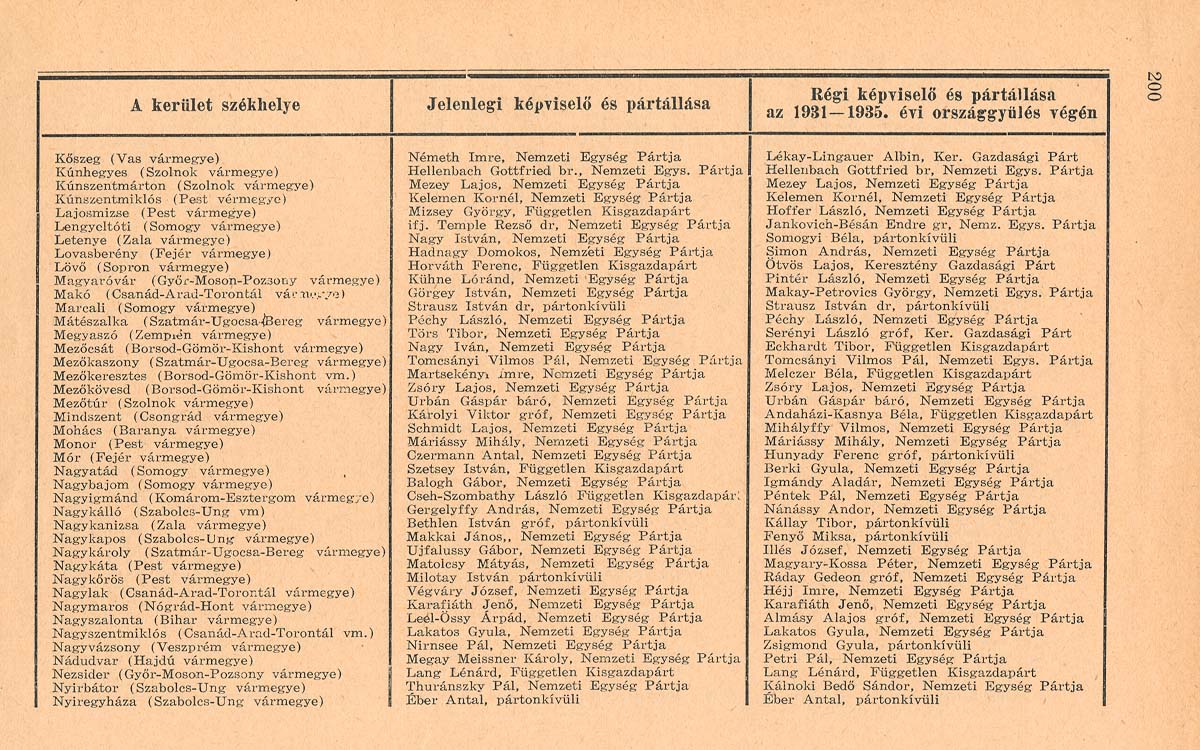 200
A kerület székhelye Jelenlegi képviselő és pártállása Régi képviselő és pártállása
az 1931—1935. évi országgyülés végén
Kőszeg (Vas vármegye) Németh Imre, Nemzeti Egység Pártja Lékay-Lingauer Albin, Ker. Gazdasági Párt
Kúnhegyes (Szolnok vármegye) Hellenbach Gottfried br., Nemzeti Egys. Pártja Hellenbach Gottfried br, Nemzeti Egys. Pártja
Kúnszentmárton (Szolnok vármegye) Mezey Lajos, Nemzeti Egység Pártja Mezey Lajos, Nemzeti Egység Pártja
Kúnszentmiklós (Pest vérmegye) Kelemen Kornél, Nemzeti Egység Pártja Kelemen Kornél, Nemzeti Egység Pártja
Lajosmizse (Pest vármegye) Mizsey György, Független Kisgazdapárt Hoffer László, Nemzeti Egység Pártja
Lengyeltóti (Somogy vármegye) ifj. Temple Rezső dr, Nemzeti Egység Pártja Jankovich-Bésán Endre gr, Nemz. Egys. Pártja
Letenye (Zala vármegye) Nagy István, Nemzeti Egység Pártja Somogyi Béla, pártonkívüli
Lovasberény (Fejér vármegye) Hadnagy Domokos, Nemzeti Egység Pártja Simon András, Nemzeti Egység Pártja
Lövő (Sopron vármegye) Horváth Ferenc, Független Kisgazdapárt Ötvös Lajos, Keresztény Gazdasági Párt
Magyaróvár (Győr-Moson-Pozsony vármegye) Kühne Lóránd, Nemzeti Egység Pártja Pintér László, Nemzeti Egység Pártja
Makó (Csanád-Arad-Torontál vármegye) Görgey István, Nemzeti Egység Pártja Makay-Petrovics György, Nemzeti Egys. Pártja
Marcali (Somogy vármegye) Strausz István dr, pártonkívüli Strausz István dr, pártonkívüli
Mátészalka (Szatmár-Ugocsa-Bereg vármegye) Péchy László, Nemzeti Egység Pártja Péchy László, Nemzeti Egység Pártja
Megyaszó (Zemplén vármegye) Törs Tibor, Nemzeti Egység Pártja Serényi László gróf, Ker. Gazdasági Párt
Mezőcsát (Borsod-Gömör-Kishont vármegye) Nagy Iván, Nemzeti Egység Pártja Eckhardt Tibor, Független Kisgazdapárt
Mezőkaszony (Szatmár-Ugocsa-Bereg vármegye) Tomcsányi Vilmos Pál, Nemzeti Egység Pártja Tomcsányi Vilmos Pál, Nemzeti Egys. Pártja
Mezőkeresztes (Borsod-Gömör-Kishont vm.) Martsekényi Imre, Nemzeti Egység Pártja Melczer Béla, Független Kisgazdapárt
Mezőkövesd (Borsod-Gömör-Kishont vármegye) Zsóry Lajos, Nemzeti Egység Pártja Zsóry Lajos, Nemzeti Egység Pártja
Mezőtúr (Szolnok vármegye) Urbán Gáspár báró, Nemzeti Egység Pártja Urbán Gáspár báró, Nemzeti Egység Pártja
Mindszent (Csongrád vármegye) Károlyi Viktor gróf, Nemzeti Egység Pártja Andaházi-Kasnya Béla, Független Kisgazdapárt
Mohács (Baranya vármegye) Schmidt Lajos, Nemzeti Egység Pártja Mihályffy Vilmos, Nemzeti Egység Pártja
Monor (Pest vármegye) Máriássy Mihály, Nemzeti Egység Pártja Máriássy Mihály, Nemzeti Egység Pártja
Mór (Fejér vármegye) Czermann Antal, Nemzeti Egység Pártja Hunyady Ferenc gróf, pártonkívüli
Nagyatád (Somogy vármegye) Szetsey István, Független Kisgazdapárt Berki Gyula, Nemzeti Egység Pártja
Nagybajom (Somogy vármegye) Balogh Gábor, Nemzeti Egység Pártja Igmándy Aladár, Nemzeti Egység Pártja
Nagyigmánd (Komárom-Esztergom vármegye) Cseh-Szombathy László Független Kisgazdapárt Péntek Pál, Nemzeti Egység Pártja
Nagykálló (Szabolcs-Ung vm) Gergelyffy András, Nemzeti Egység Pártja Nánássy Andor, Nemzeti Egység Pártja
Nagykanizsa (Zala vármegye) Bethlen István gróf, pártonkívüli Kállay Tibor, pártonkívüli
Nagykapos (Szabolcs-Ung vármegye) Makkai János,, Nemzeti Egység Pártja Fenyő Miksa, pártonkívüli
Nagykároly (Szatmár-Ugocsa-Bereg vármegye) Ujfalussy Gábor, Nemzeti Egység Pártja Illés József, Nemzeti Egység Pártja
Nagykáta (Pest vármegye) Matolcsy Mátyás, Nemzeti Egység Pártja Magyary-Kossa Péter, Nemzeti Egység Pártja
Nagykőrös (Pest vármegye) Milotay István pártonkívüli Ráday Gedeon gróf, Nemzeti Egység Pártja
Nagylak (Csanád-Arad-Torontál vármegye) Végváry József, Nemzeti Egység Pártja Héjj Imre, Nemzeti Egység Pártja
Nagymaros (Nógrád-Hont vármegye) Karafiáth Jenő, Nemzeti Egység Pártja Karafiáth Jenő, Nemzeti Egység Pártja
Nagyszalonta (Bihar vármegye) Leél-Össy Árpád, Nemzeti Egység Pártja Almásy Alajos gróf, Nemzeti Egység Pártja
Nagyszentmiklós (Csanád-Arad-Torontál vm.) Lakatos Gyula, Nemzeti Egység Pártja Lakatos Gyula, Nemzeti Egység Pártja
Nagyvázsony (Veszprém vármegye) Nirnsee Pál, Nemzeti Egység Pártja Zsigmond Gyula, pártonkívüli
Nádudvar (Hajdú vármegye) Megay Meissner Károly, Nemzeti Egység Pártja Petri Pál, Nemzeti Egység Pártja
Nezsider (Győr-Moson-Pozsony vármegye) Lang Lénárd, Független Kisgazdapárt Lang Lénárd, Független Kisgazdapárt
Nyirbátor (Szabolcs-Ung vármegye) Thuránszky Pál, Nemzeti Egység Pártja Kálnoki Bedő Sándor, Nemzeti Egység Pártja
Nyiregyháza (Szabolcs-Ung vármegye) Éber Antal, pártonkívüli Éber Antal, pártonkívüli